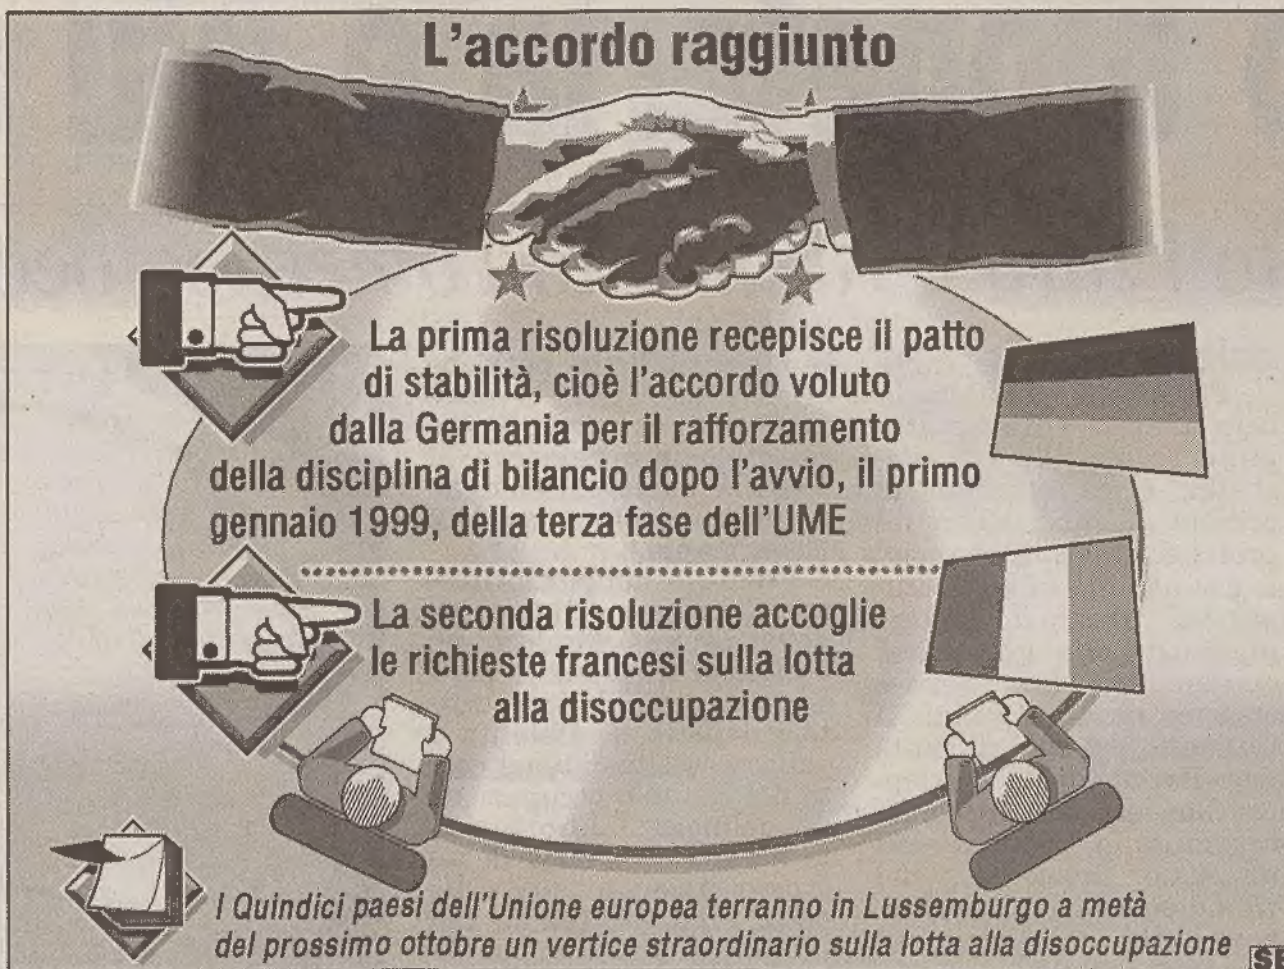 L'accordo raggiunto
La prima risoluzione recepisce il patto
di stabilità, cioè l'accordo voluto
dalla Germania per il rafforzamento
della disciplina di bilancio dopo l'avvio, il primo
gennaio 1999, della terza fase dell'UME
La seconda risoluzione accoglie
le richieste francesi sulla lotta
alla disoccupazione
I Quindici paesi dell'Unione europea terranno in Lussemburgo a metà
del prossimo ottobre un vertice straordinario sulla lotta alla disoccupazione